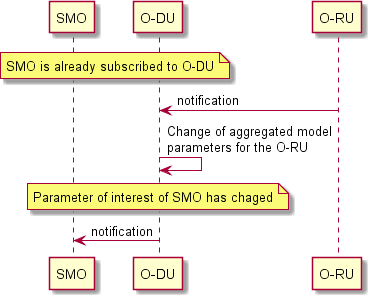 SMO O-DU O-RU
SMO is already subscribed to O-DU
notification
Change of aggregated model
parameters for the O-RU
Parameter of interest of SMO has chaged
notification
SMO O-DU O-RU